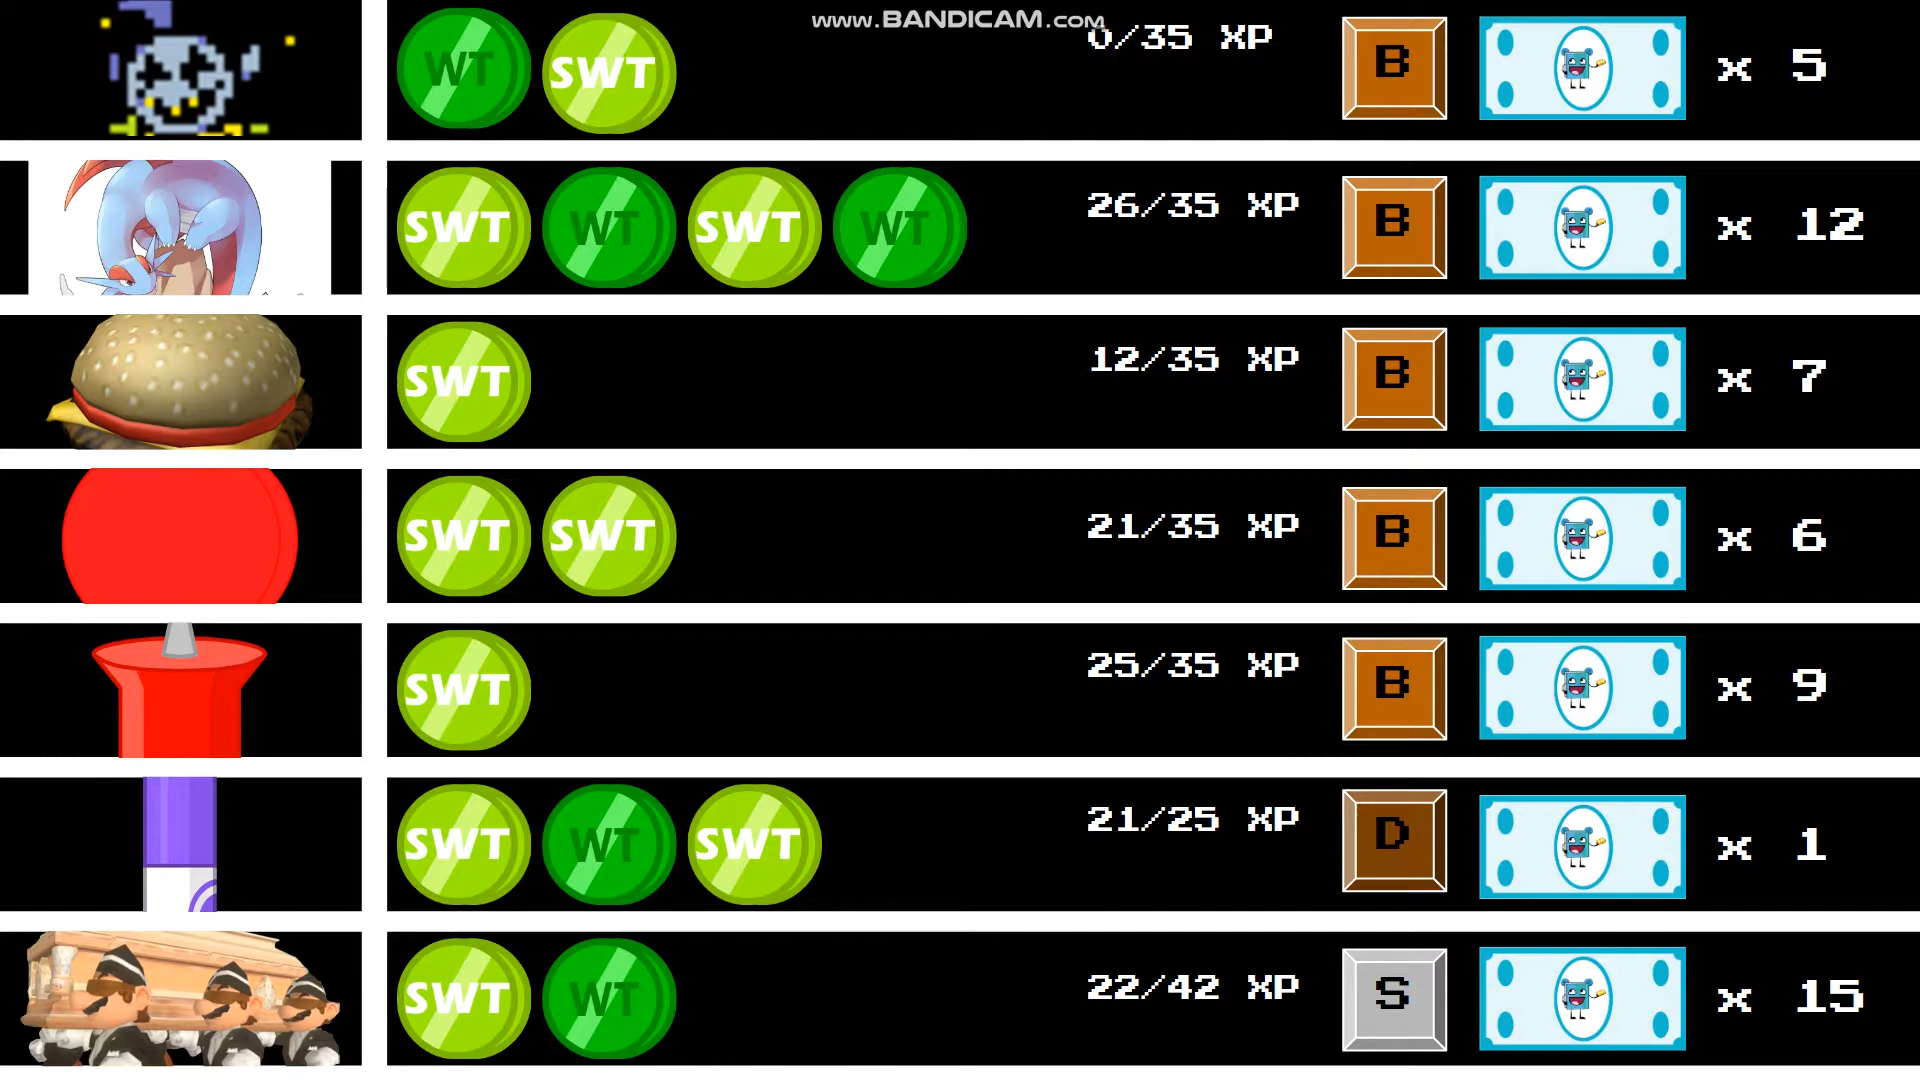 www.BANDICAM.com
WT SWT 0/35 XP B x 5
SWT WT SWT WT 26/35 XP B x 12
SWT 12/35 XP B x 7
SWT SWT 21/35 XP B x 6
SWT 25/35 XP B x 9
SWT WT SWT 21/25 XP D x 1
SWT WT 22/42 XP S x 15